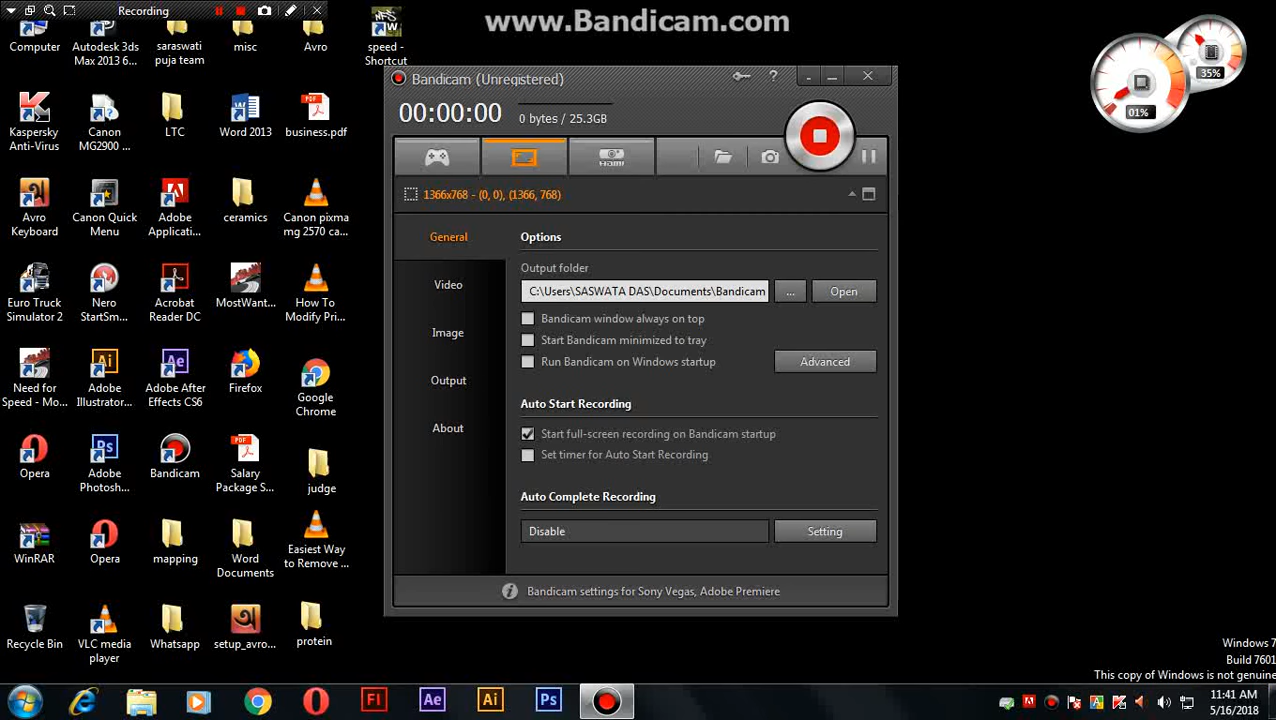 Recording
www.Bandicam.com
Computer
Autodesk 3ds
Max 2013 6...
saraswati
puja team
misc
Avro
speed -
Shortcut
Kaspersky
Anti-Virus
Canon
MG2900 ...
LTC
Word 2013
business.pdf
Avro
Keyboard
Canon Quick
Menu
Adobe
Applicati...
ceramics
Canon pixma
mg 2570 ca...
Euro Truck
Simulator 2
Nero
StartSm...
Acrobat
Reader DC
MostWant...
How To
Modify Pri...
Need for
Speed - Mo...
Adobe
Illustrator...
Adobe After
Effects CS6
Firefox
Google
Chrome
Opera
Adobe
Photosh...
Bandicam
Salary
Package S...
judge
WinRAR
Opera
mapping
Word
Documents
Easiest Way
to Remove ...
Recycle Bin
VLC media
player
Whatsapp
setup_avro...
protein
Bandicam (Unregistered)
00:00:00
0 bytes / 25.3GB
HDMI
1366x768 - (0, 0), (1366, 768)
General
Video
Image
Output
About
Options
Output folder
C:\Users\SASWATA DAS\Documents\Bandicam
...
Open
Bandicam window always on top
Start Bandicam minimized to tray
Run Bandicam on Windows startup
Advanced
Auto Start Recording
Start full-screen recording on Bandicam startup
Set timer for Auto Start Recording
Auto Complete Recording
Disable
Setting
Bandicam settings for Sony Vegas, Adobe Premiere
35%
01%
Windows 7
Build 7601
This copy of Windows is not genuine
Fl
Ae
Ai
Ps
11:41 AM
5/16/2018